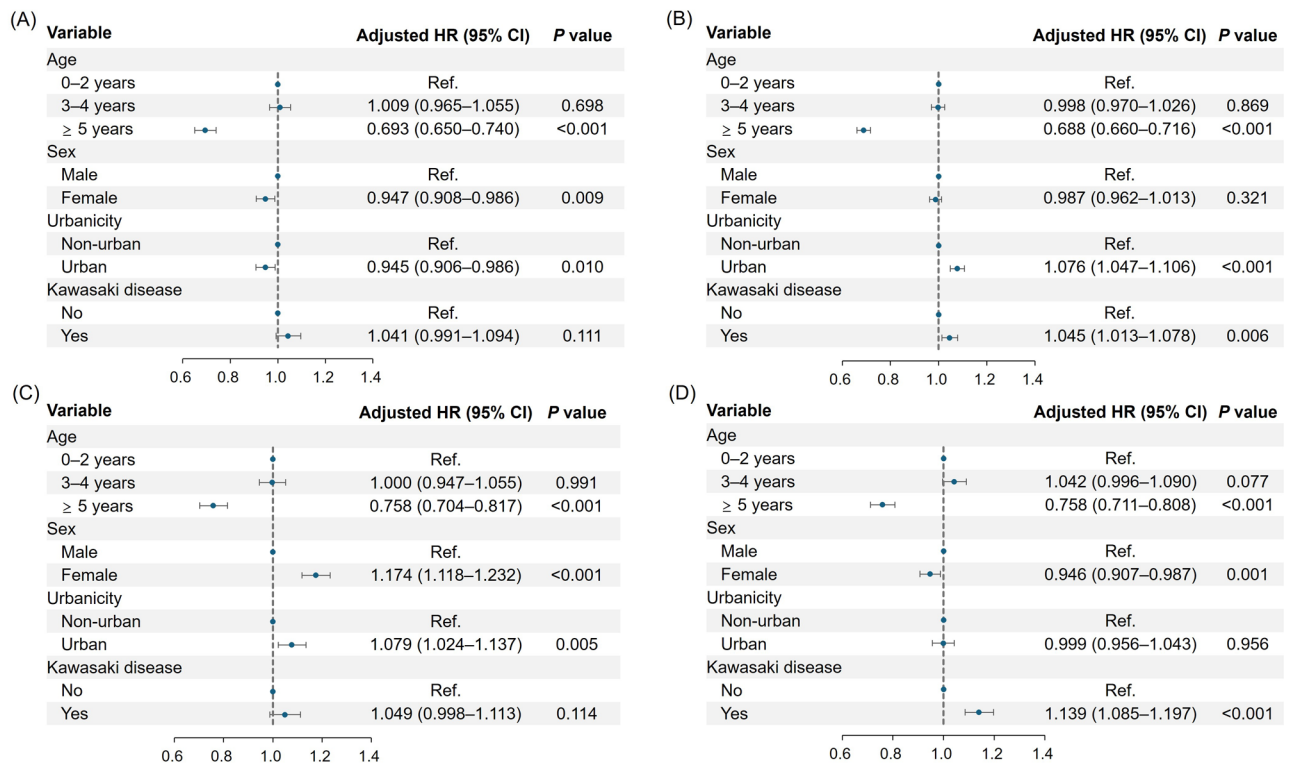 (A)
Variable Adjusted HR (95% CI) P value
Age
0–2 years Ref.
3–4 years 1.009 (0.965–1.055) 0.698
≥ 5 years 0.693 (0.650–0.740) <0.001
Sex
Male Ref.
Female 0.947 (0.908–0.986) 0.009
Urbanicity
Non-urban Ref.
Urban 0.945 (0.906–0.986) 0.010
Kawasaki disease
No Ref.
Yes 1.041 (0.991–1.094) 0.111
0.6 0.8 1.0 1.2 1.4
(B)
Variable Adjusted HR (95% CI) P value
Age
0–2 years Ref.
3–4 years 0.998 (0.970–1.026) 0.869
≥ 5 years 0.688 (0.660–0.716) <0.001
Sex
Male Ref.
Female 0.987 (0.962–1.013) 0.321
Urbanicity
Non-urban Ref.
Urban 1.076 (1.047–1.106) <0.001
Kawasaki disease
No Ref.
Yes 1.045 (1.013–1.078) 0.006
0.6 0.8 1.0 1.2 1.4
(C)
Variable Adjusted HR (95% CI) P value
Age
0–2 years Ref.
3–4 years 1.000 (0.947–1.055) 0.991
≥ 5 years 0.758 (0.704–0.817) <0.001
Sex
Male Ref.
Female 1.174 (1.118–1.232) <0.001
Urbanicity
Non-urban Ref.
Urban 1.079 (1.024–1.137) 0.005
Kawasaki disease
No Ref.
Yes 1.049 (0.998–1.113) 0.114
0.6 0.8 1.0 1.2 1.4
(D)
Variable Adjusted HR (95% CI) P value
Age
0–2 years Ref.
3–4 years 1.042 (0.996–1.090) 0.077
≥ 5 years 0.758 (0.711–0.808) <0.001
Sex
Male Ref.
Female 0.946 (0.907–0.987) 0.001
Urbanicity
Non-urban Ref.
Urban 0.999 (0.956–1.043) 0.956
Kawasaki disease
No Ref.
Yes 1.139 (1.085–1.197) <0.001
0.6 0.8 1.0 1.2 1.4